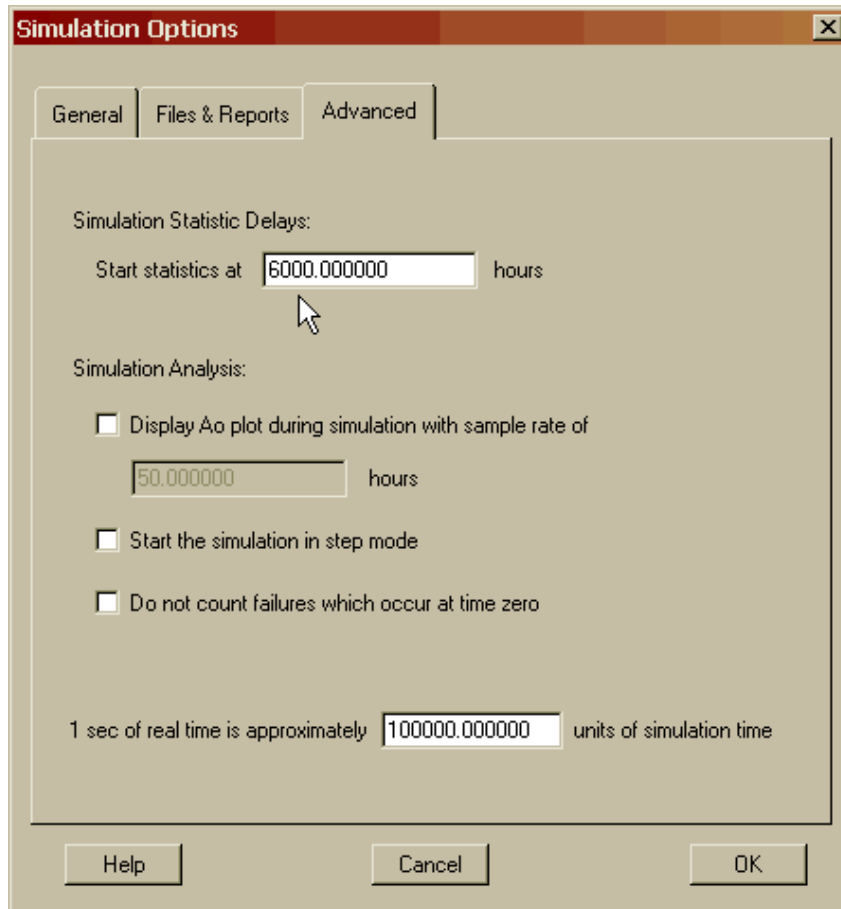 Simulation Options
General Files & Reports Advanced
Simulation Statistic Delays:
Start statistics at 6000.000000 hours
Simulation Analysis:
Display Ao plot during simulation with sample rate of
50.000000 hours
Start the simulation in step mode
Do not count failures which occur at time zero
1 sec of real time is approximately 100000.000000 units of simulation time
Help Cancel OK